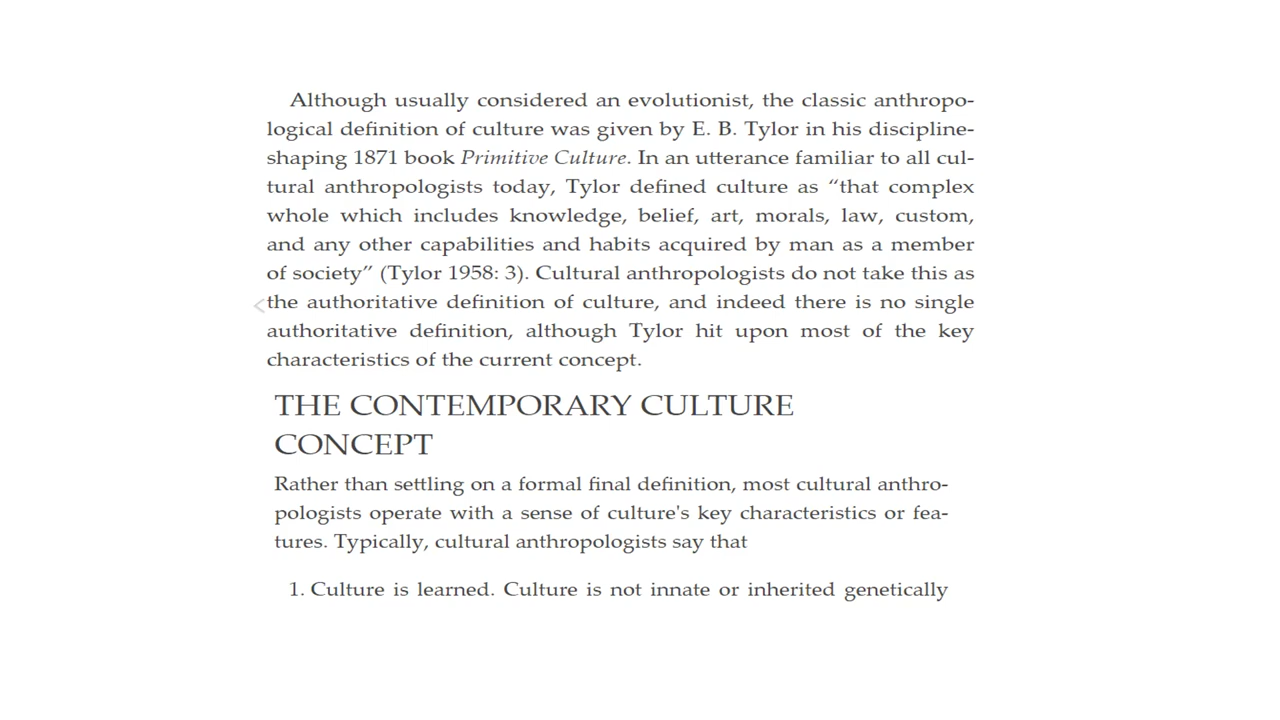 Although usually considered an evolutionist, the classic anthropo-
logical definition of culture was given by E. B. Tylor in his discipline-
shaping 1871 book Primitive Culture. In an utterance familiar to all cul-
tural anthropologists today, Tylor defined culture as “that complex
whole which includes knowledge, belief, art, morals, law, custom,
and any other capabilities and habits acquired by man as a member
of society” (Tylor 1958: 3). Cultural anthropologists do not take this as
the authoritative definition of culture, and indeed there is no single
authoritative definition, although Tylor hit upon most of the key
characteristics of the current concept.
THE CONTEMPORARY CULTURE
CONCEPT
Rather than settling on a formal final definition, most cultural anthro-
pologists operate with a sense of culture's key characteristics or fea-
tures. Typically, cultural anthropologists say that
1. Culture is learned. Culture is not innate or inherited genetically